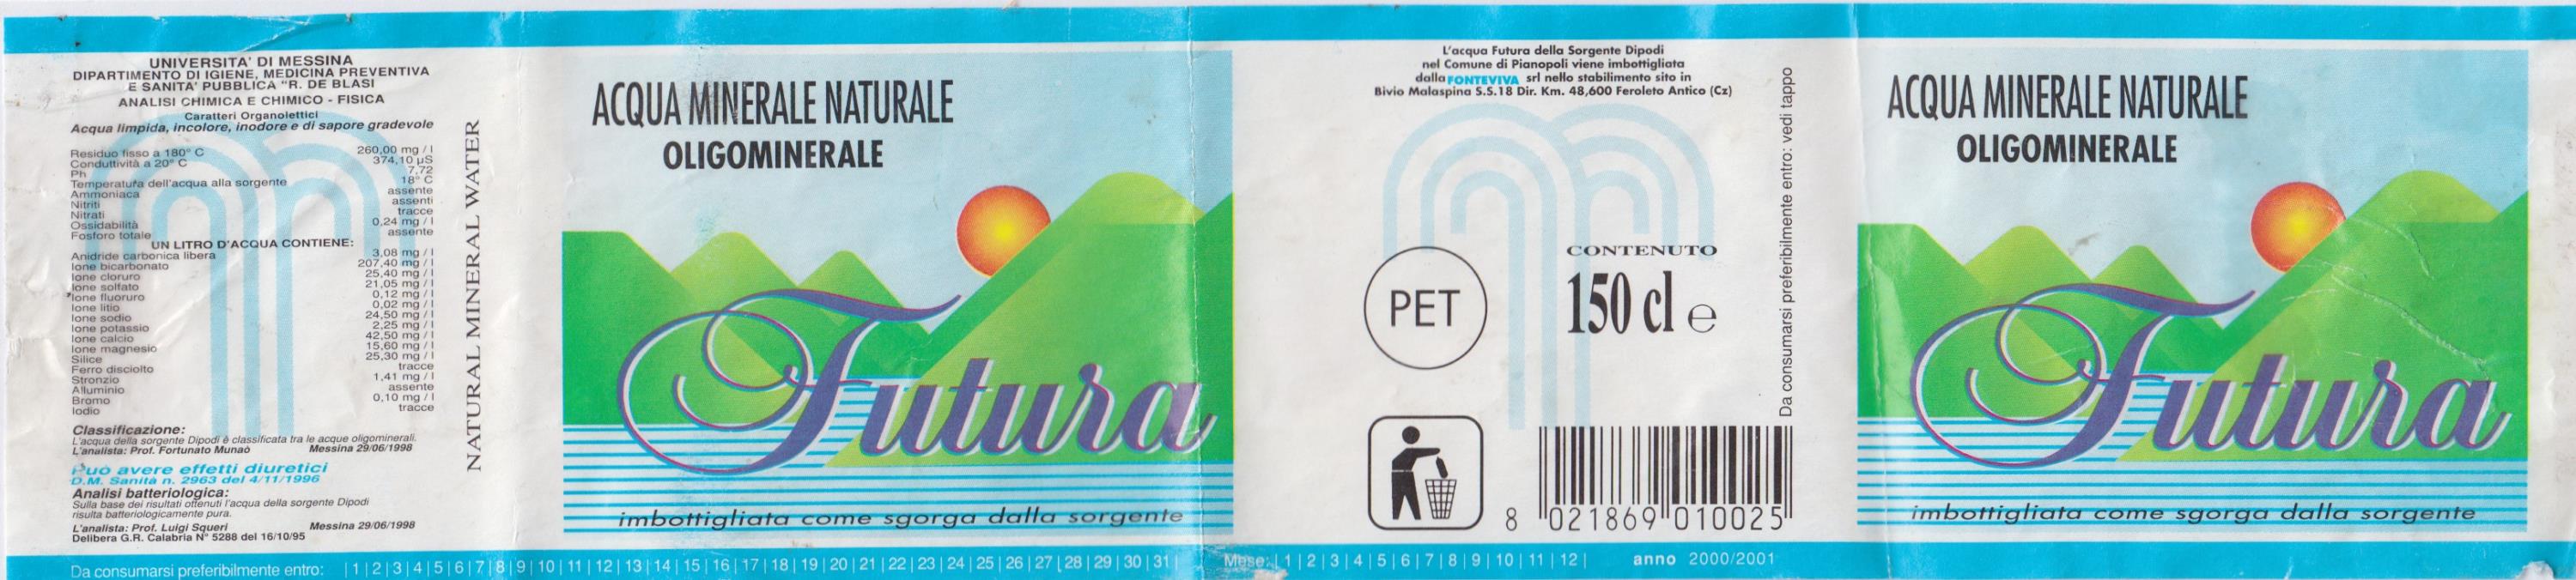 UNIVERSITA' DI MESSINA
DIPARTIMENTO DI IGIENE, MEDICINA PREVENTIVA
E SANITA' PUBBLICA "R. DE BLASI
ANALISI CHIMICA E CHIMICO - FISICA
Caratteri Organolettici
Acqua limpida, incolore, inodore e di sapore gradevole
Residuo fisso a 180° C 260,00 mg / l
Conduttività a 20° C 374,10 µS
Ph 7,72
Temperatura dell'acqua alla sorgente 18° C
Ammoniaca assente
Nitriti assenti
Nitrati tracce
Ossidabilità 0,24 mg / l
Fosforo totale assente
UN LITRO D'ACQUA CONTIENE:
Anidride carbonica libera 3,08 mg / l
Ione bicarbonato 207,40 mg / l
Ione cloruro 25,40 mg / l
Ione solfato 21,05 mg / l
Ione fluoruro 0,12 mg / l
Ione litio 0,02 mg / l
Ione sodio 24,50 mg / l
Ione potassio 2,25 mg / l
Ione calcio 42,50 mg / l
Ione magnesio 15,60 mg / l
Silice 25,30 mg / l
Ferro disciolto tracce
Stronzio 1,41 mg / l
Alluminio assente
Bromo 0,10 mg / l
Iodio tracce
Classificazione:
L'acqua della sorgente Dipodi è classificata tra le acque oligominerali.
L'analista: Prof. Fortunato Munaò Messina 29/06/1998
Può avere effetti diuretici
D.M. Sanità n. 2963 del 4/11/1996
Analisi batteriologica:
Sulla base dei risultati ottenuti l'acqua della sorgente Dipodi
risulta batteriologicamente pura.
L'analista: Prof. Luigi Squeri Messina 29/06/1998
Delibera G.R. Calabria N° 5288 del 16/10/95
NATURAL MINERAL WATER
ACQUA MINERALE NATURALE
OLIGOMINERALE
Futura
imbottigliata come sgorga dalla sorgente
L'acqua Futura della Sorgente Dipodi
nel Comune di Pianopoli viene imbottigliata
dalla FONTEVIVA srl nello stabilimento sito in
Bivio Malaspina S.S.18 Dir. Km. 48,600 Feroleto Antico (Cz)
PET
CONTENUTO
150 cl e
8 021869 010025
Da consumarsi preferibilmente entro: vedi tappo
ACQUA MINERALE NATURALE
OLIGOMINERALE
Futura
imbottigliata come sgorga dalla sorgente
Da consumarsi preferibilmente entro: | 1 | 2 | 3 | 4 | 5 | 6 | 7 | 8 | 9 | 10 | 11 | 12 | 13 | 14 | 15 | 16 | 17 | 18 | 19 | 20 | 21 | 22 | 23 | 24 | 25 | 26 | 27 | 28 | 29 | 30 | 31 | Mese: | 1 | 2 | 3 | 4 | 5 | 6 | 7 | 8 | 9 | 10 | 11 | 12 | anno 2000/2001